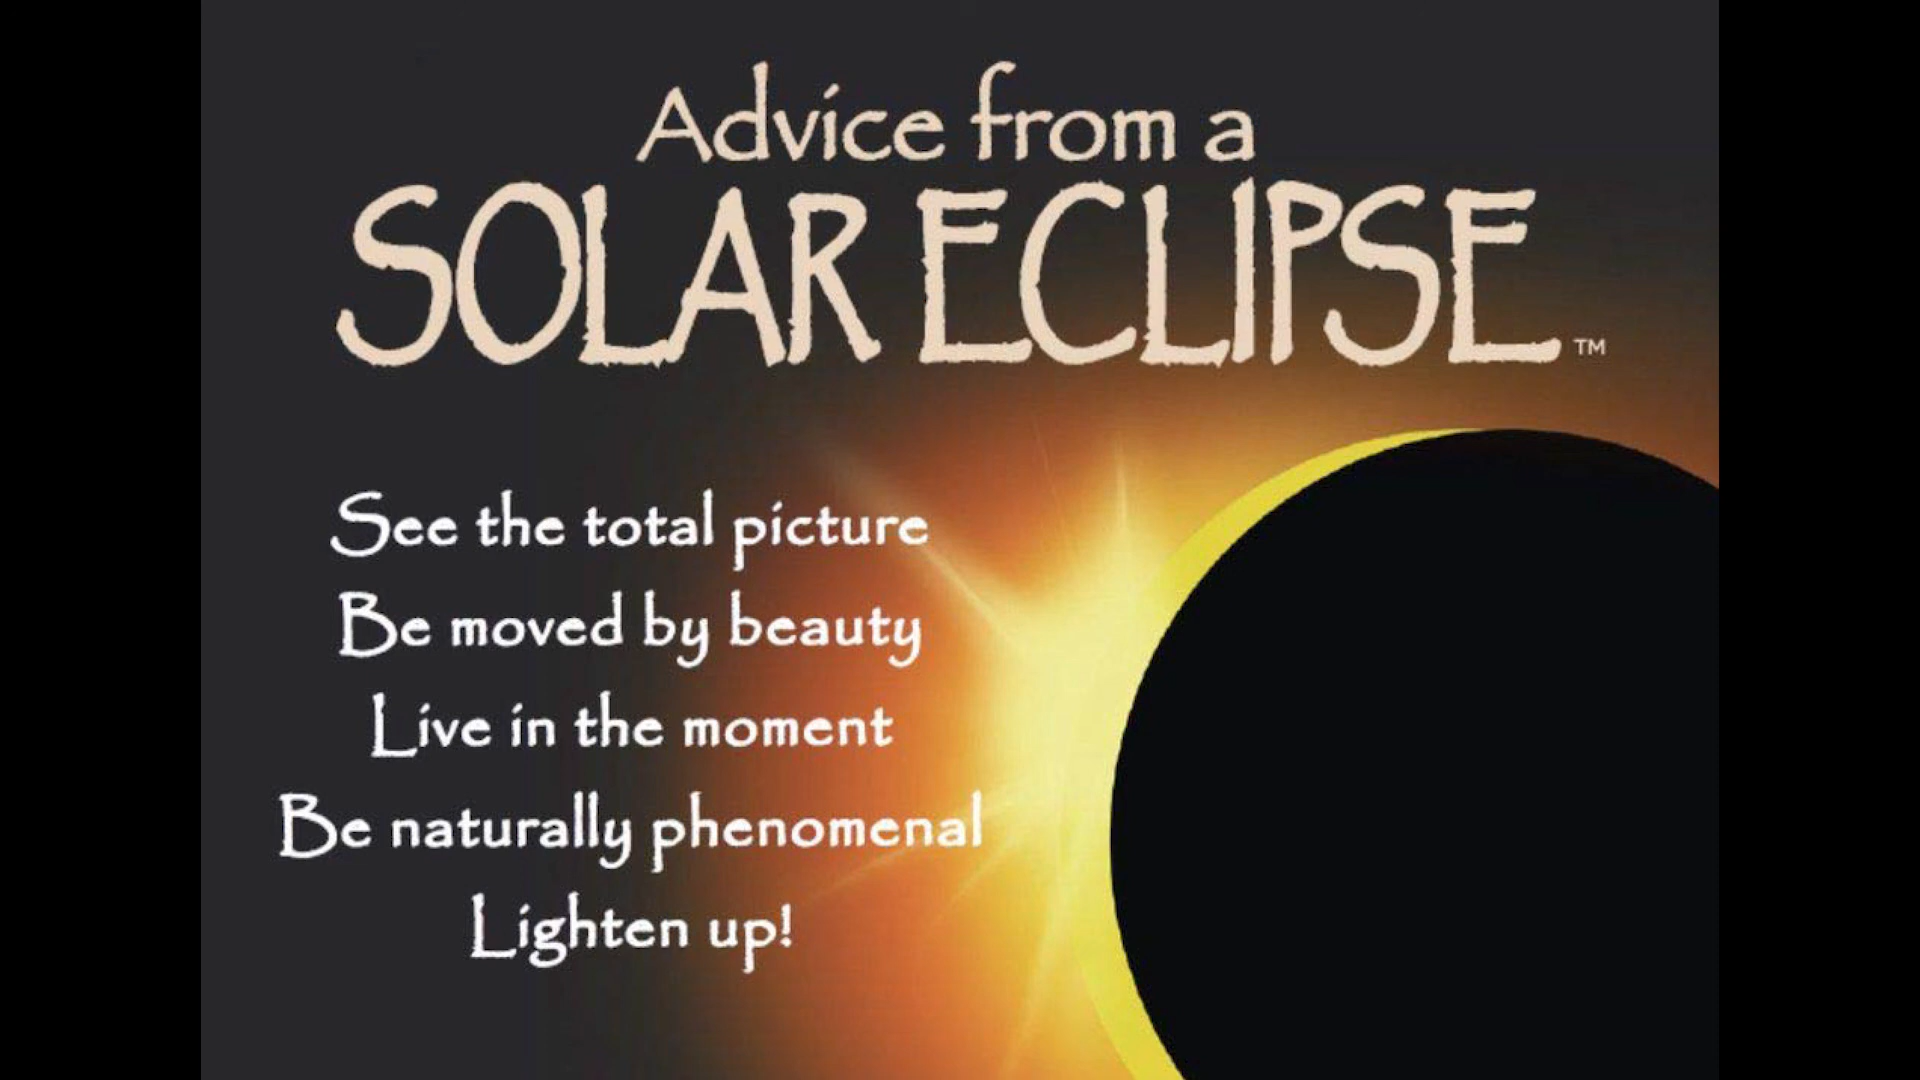 Advice from a
SOLAR ECLIPSE™
See the total picture
Be moved by beauty
Live in the moment
Be naturally phenomenal
Lighten up!